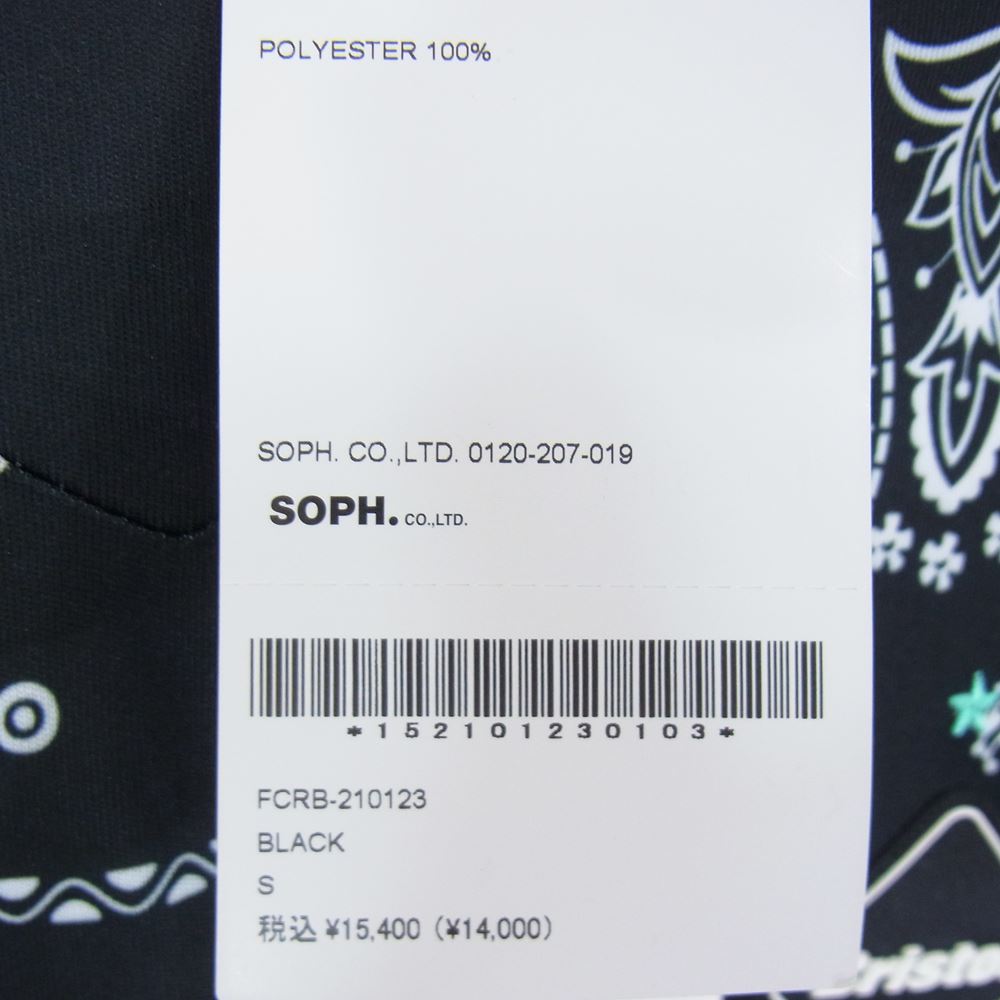 POLYESTER 100%
SOPH. CO.,LTD. 0120-207-019
SOPH. CO.,LTD.
*152101230103*
FCRB-210123
BLACK
S
税込 ¥15,400 (¥14,000)